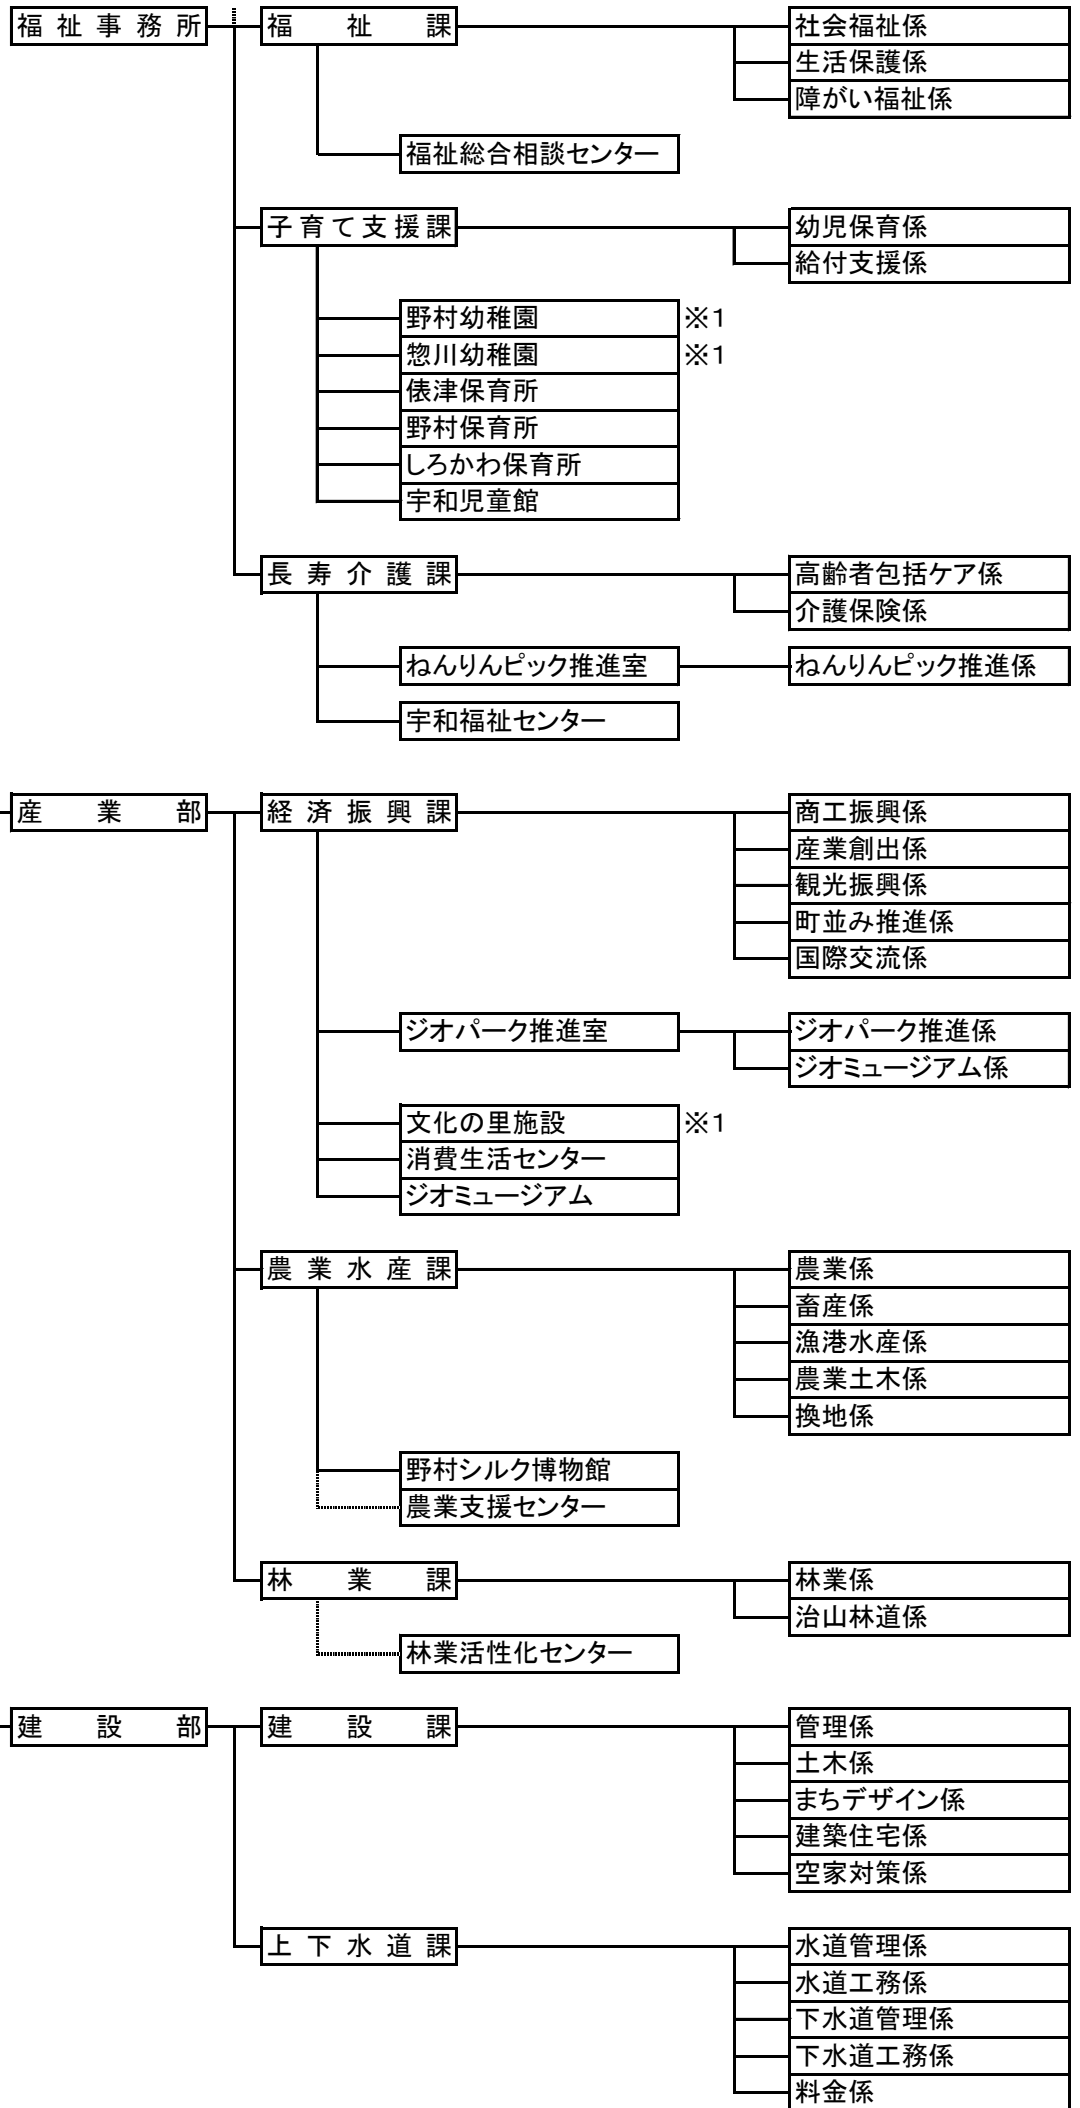 福祉事務所 福祉課 社会福祉係
生活保護係
障がい福祉係
福祉総合相談センター
子育て支援課 幼児保育係
給付支援係
野村幼稚園 ※1
惣川幼稚園 ※1
俵津保育所
野村保育所
しろかわ保育所
宇和児童館
長寿介護課 高齢者包括ケア係
介護保険係
ねんりんピック推進室 ねんりんピック推進係
宇和福祉センター
産業部 経済振興課 商工振興係
産業創出係
観光振興係
町並み推進係
国際交流係
ジオパーク推進室 ジオパーク推進係
ジオミュージアム係
文化の里施設 ※1
消費生活センター
ジオミュージアム
農業水産課 農業係
畜産係
漁港水産係
農業土木係
換地係
野村シルク博物館
農業支援センター
林業課 林業係
治山林道係
林業活性化センター
建設部 建設課 管理係
土木係
まちデザイン係
建築住宅係
空家対策係
上下水道課 水道管理係
水道工務係
下水道管理係
下水道工務係
料金係